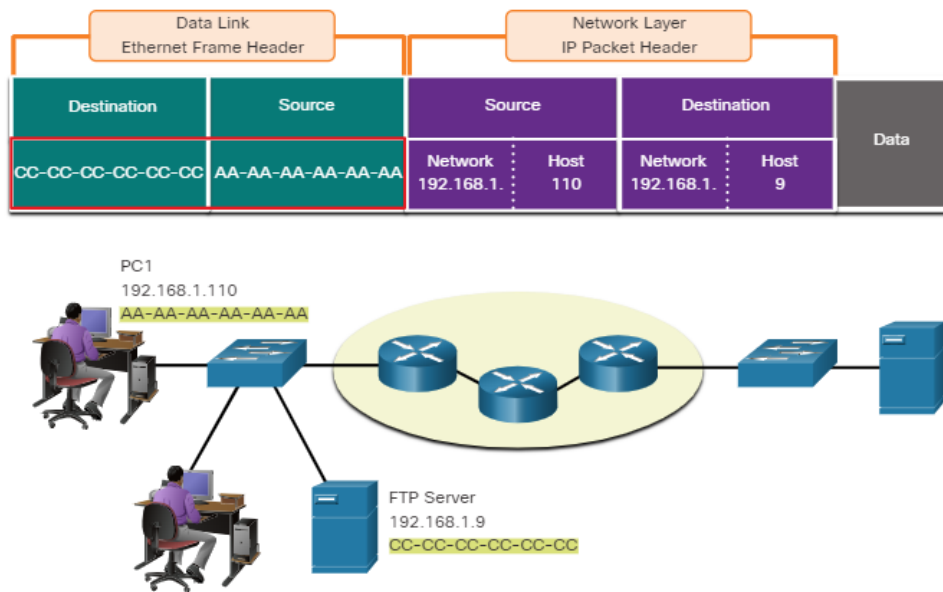 Data Link
Ethernet Frame Header
Network Layer
IP Packet Header
Destination
Source
Source
Destination
Data
CC-CC-CC-CC-CC-CC
AA-AA-AA-AA-AA-AA
Network
192.168.1.
Host
110
Network
192.168.1.
Host
9
PC1
192.168.1.110
AA-AA-AA-AA-AA-AA
FTP Server
192.168.1.9
CC-CC-CC-CC-CC-CC